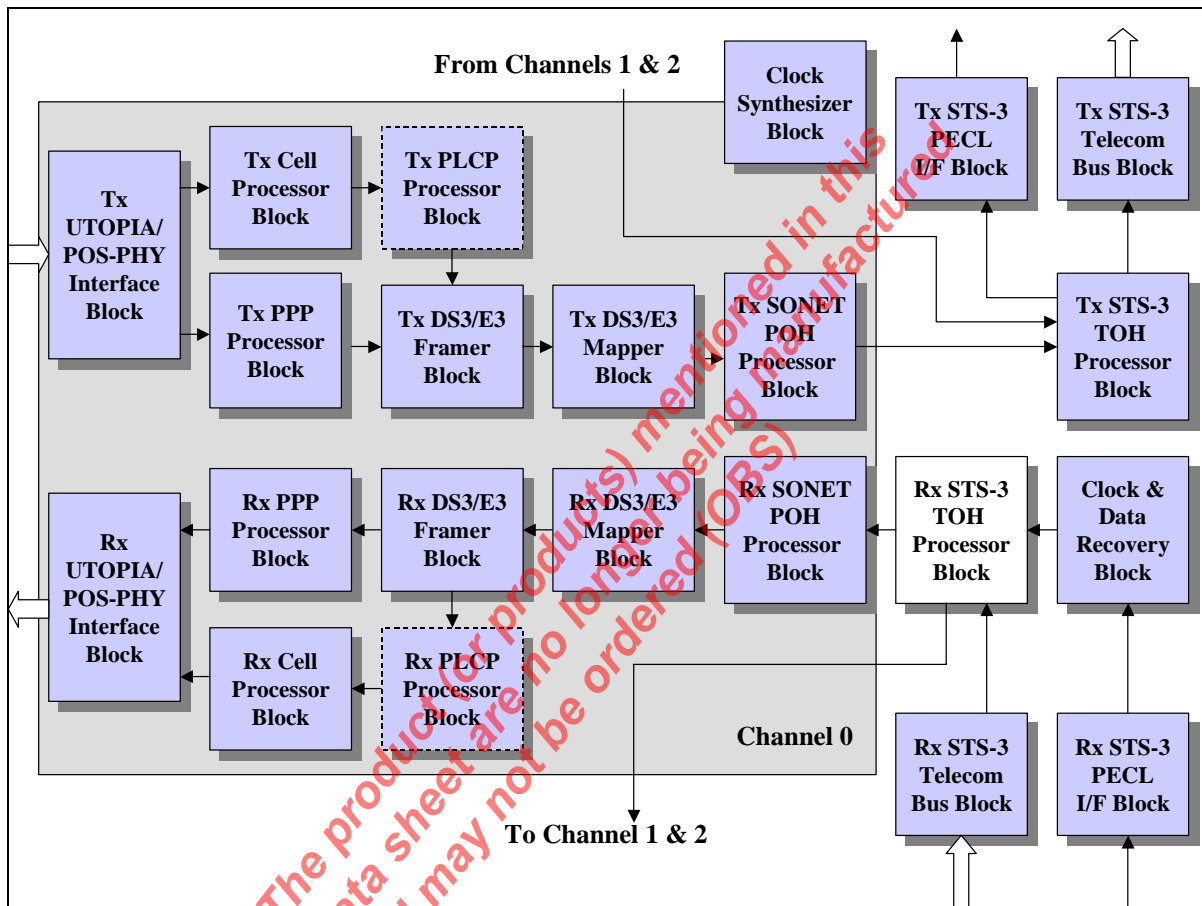 From Channels 1 & 2
Clock
Synthesizer
Block
Tx STS-3
PECL
I/F Block
Tx STS-3
Telecom
Bus Block
Tx
UTOPIA/
POS-PHY
Interface
Block
Tx Cell
Processor
Block
Tx PLCP
Processor
Block
Tx PPP
Processor
Block
Tx DS3/E3
Framer
Block
Tx DS3/E3
Mapper
Block
Tx SONET
POH
Processor
Block
Tx STS-3
TOH
Processor
Block
Rx
UTOPIA/
POS-PHY
Interface
Block
Rx PPP
Processor
Block
Rx DS3/E3
Framer
Block
Rx DS3/E3
Mapper
Block
Rx SONET
POH
Processor
Block
Rx STS-3
TOH
Processor
Block
Clock &
Data
Recovery
Block
Rx Cell
Processor
Block
Rx PLCP
Processor
Block
Channel 0
Rx STS-3
Telecom
Bus Block
Rx STS-3
PECL
I/F Block
To Channel 1 & 2
The product (or products) mentioned in this
data sheet are no longer being manufactured
may not be ordered (OBS)